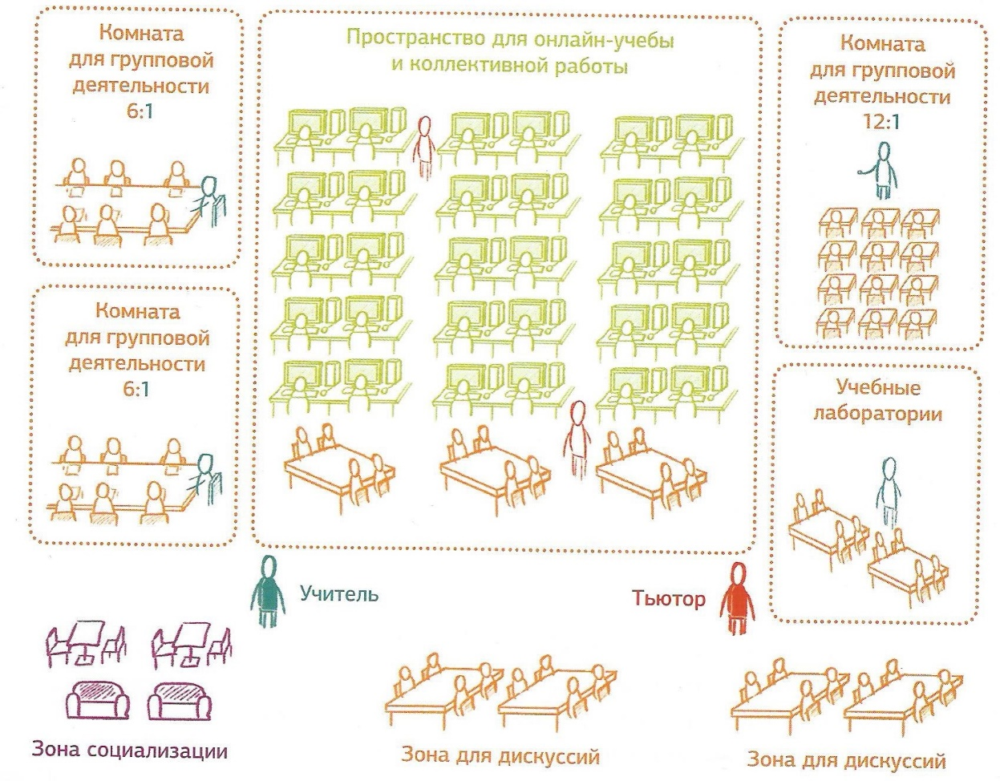 Комната
для групповой
деятельности
6:1
Пространство для онлайн-учебы
и коллективной работы
Комната
для групповой
деятельности
12:1
Комната
для групповой
деятельности
6:1
Учебные
лаборатории
Учитель
Тьютор
Зона социализации
Зона для дискуссий
Зона для дискуссий